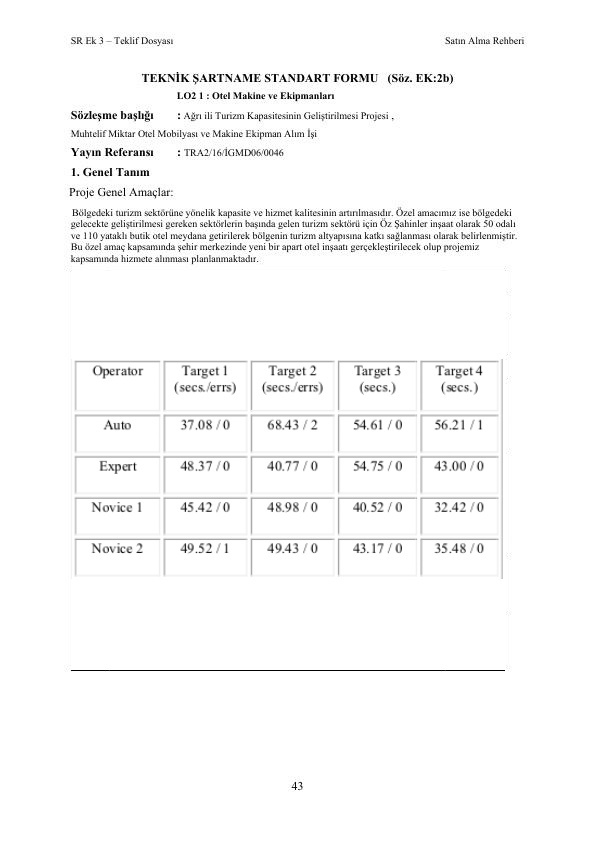 SR Ek 3 – Teklif Dosyası Satın Alma Rehberi
TEKNİK ŞARTNAME STANDART FORMU (Söz. EK:2b)
LO2 1 : Otel Makine ve Ekipmanları
Sözleşme başlığı : Ağrı ili Turizm Kapasitesinin Geliştirilmesi Projesi ,
Muhtelif Miktar Otel Mobilyası ve Makine Ekipman Alım İşi
Yayın Referansı : TRA2/16/İGMD06/0046
1. Genel Tanım
Proje Genel Amaçlar:
Bölgedeki turizm sektörüne yönelik kapasite ve hizmet kalitesinin artırılmasıdır. Özel amacımız ise bölgedeki
gelecekte geliştirilmesi gereken sektörlerin başında gelen turizm sektörü için Öz Şahinler inşaat olarak 50 odalı
ve 110 yataklı butik otel meydana getirilerek bölgenin turizm altyapısına katkı sağlanması olarak belirlenmiştir.
Bu özel amaç kapsamında şehir merkezinde yeni bir apart otel inşaatı gerçekleştirilecek olup projemiz
kapsamında hizmete alınması planlanmaktadır.
Operator Target 1 Target 2 Target 3 Target 4
(secs./errs) (secs./errs) (secs.) (secs.)
Auto 37.08 / 0 68.43 / 2 54.61 / 0 56.21 / 1
Expert 48.37 / 0 40.77 / 0 54.75 / 0 43.00 / 0
Novice 1 45.42 / 0 48.98 / 0 40.52 / 0 32.42 / 0
Novice 2 49.52 / 1 49.43 / 0 43.17 / 0 35.48 / 0
43